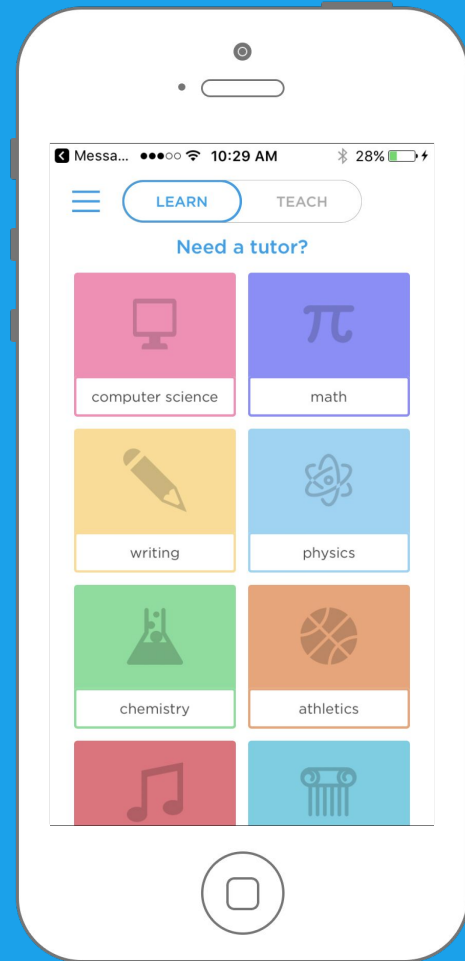 Messa... 10:29 AM 28%
LEARN TEACH
Need a tutor?
computer science math
writing physics
chemistry athletics